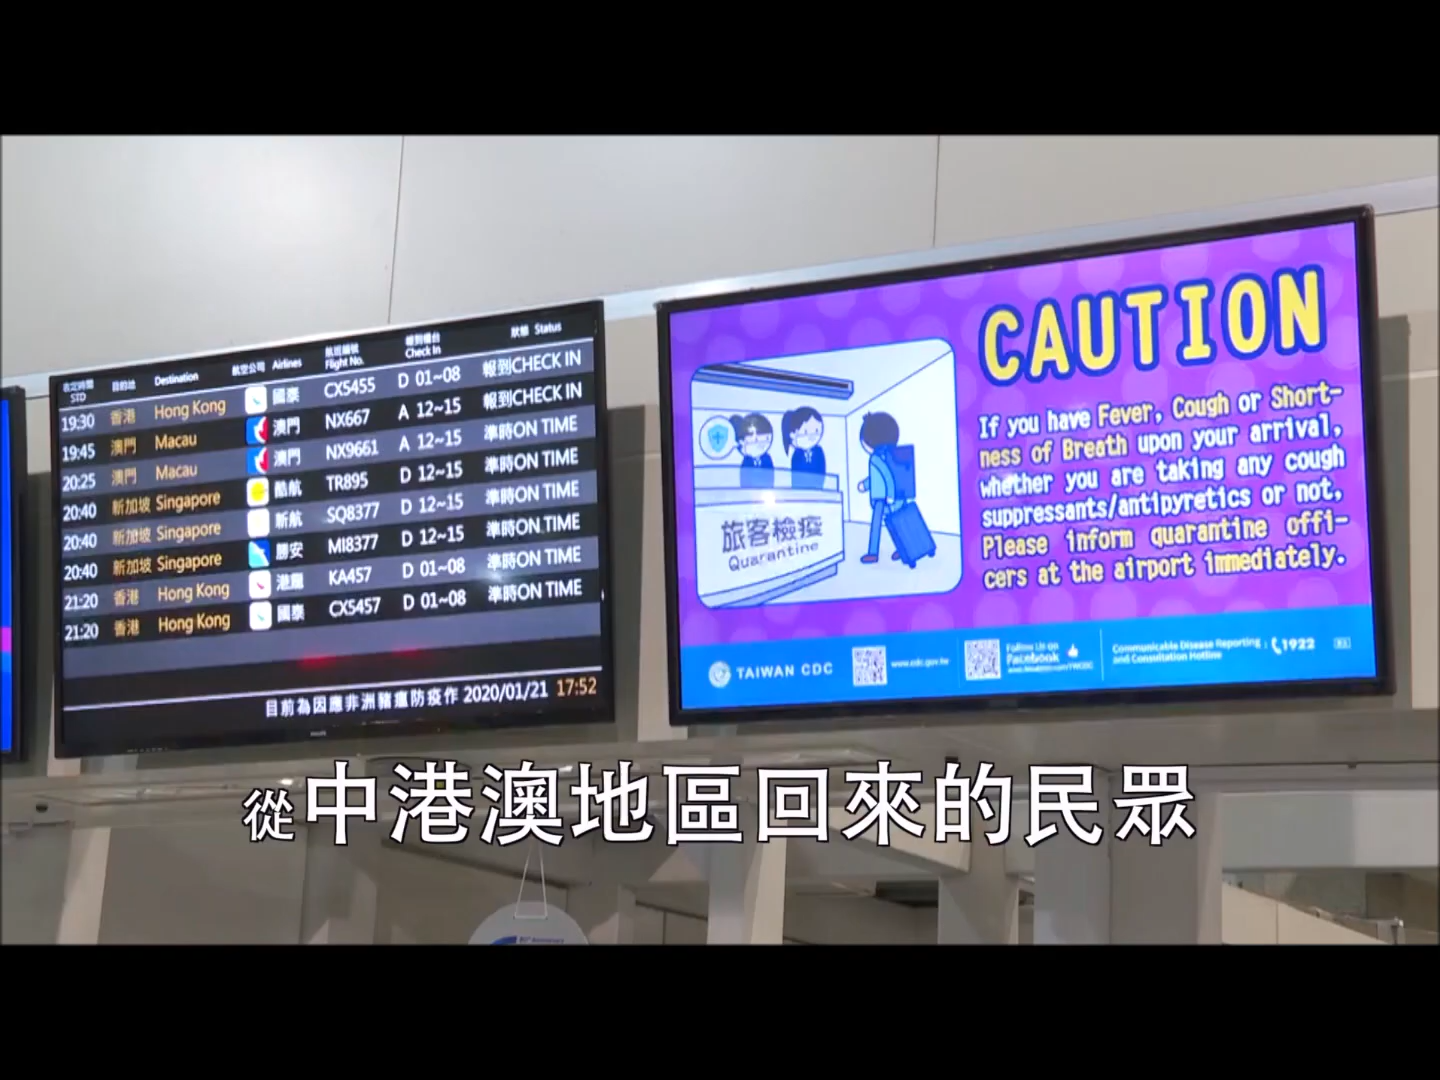 表定時間 目的地 Destination 航空公司 Airlines 航班編號 報到櫃台 狀態 Status
STD Flight No. Check In
19:30 香港 Hong Kong 國泰 CX5455 D 01~08 報到CHECK IN
19:45 澳門 Macau 澳門 NX667 A 12~15 報到CHECK IN
20:25 澳門 Macau 澳門 NX9661 A 12~15 準時ON TIME
20:40 新加坡 Singapore 酷航 TR895 D 12~15 準時ON TIME
20:40 新加坡 Singapore 新航 SQ8377 D 12~15 準時ON TIME
20:40 新加坡 Singapore 勝安 MI8377 D 12~15 準時ON TIME
21:20 香港 Hong Kong 港龍 KA457 D 01~08 準時ON TIME
21:20 香港 Hong Kong 國泰 CX5457 D 01~08 準時ON TIME
目前為因應非洲豬瘟防疫作 2020/01/21 17:52
CAUTION
If you have Fever, Cough or Short-
ness of Breath upon your arrival,
whether you are taking any cough
suppressants/antipyretics or not,
Please inform quarantine offi-
cers at the airport immediately.
旅客檢疫
Quarantine
TAIWAN CDC
www.cdc.gov.tw
Follow Us on
Facebook
Communicable Disease Reporting
and Consultation Hotline : 1922
從中港澳地區回來的民眾